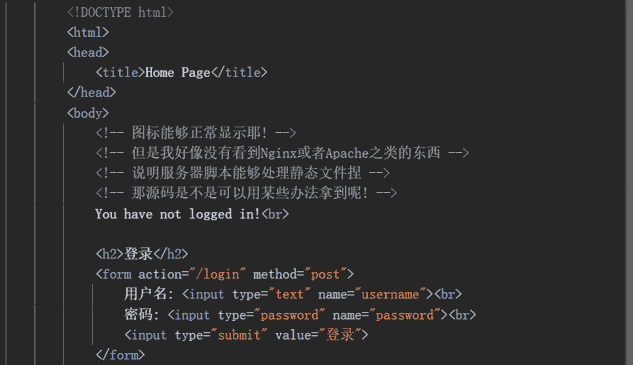 <!DOCTYPE html>
<html>
<head>
<title>Home Page</title>
</head>
<body>
<!-- 图标能够正常显示耶! -->
<!-- 但是我好像没有看到Nginx或者Apache之类的东西 -->
<!-- 说明服务器脚本能够处理静态文件捏 -->
<!-- 那源码是不是可以用某些办法拿到呢! -->
You have not logged in!<br>
<h2>登录</h2>
<form action="/login" method="post">
用户名: <input type="text" name="username"><br>
密码: <input type="password" name="password"><br>
<input type="submit" value="登录">
</form>